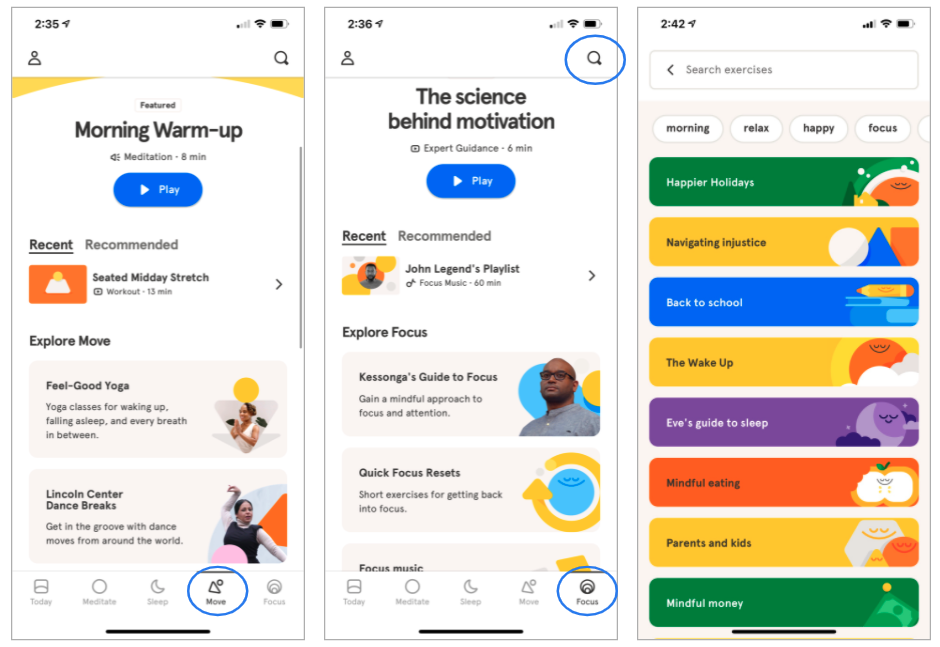 2:35
Featured
Morning Warm-up
Meditation · 8 min
Play
Recent Recommended
Seated Midday Stretch
Workout · 13 min
Explore Move
Feel-Good Yoga
Yoga classes for waking up,
falling asleep, and every breath
in between.
Lincoln Center
Dance Breaks
Get in the groove with dance
moves from around the world.
Today Meditate Sleep Move Focus
2:36
The science
behind motivation
Expert Guidance · 6 min
Play
Recent Recommended
John Legend's Playlist
Focus Music · 60 min
Explore Focus
Kessonga's Guide to Focus
Gain a mindful approach to
focus and attention.
Quick Focus Resets
Short exercises for getting back
into focus.
Focus music
Today Meditate Sleep Move Focus
2:42
Search exercises
morning relax happy focus
Happier Holidays
Navigating injustice
Back to school
The Wake Up
Eve's guide to sleep
Mindful eating
Parents and kids
Mindful money